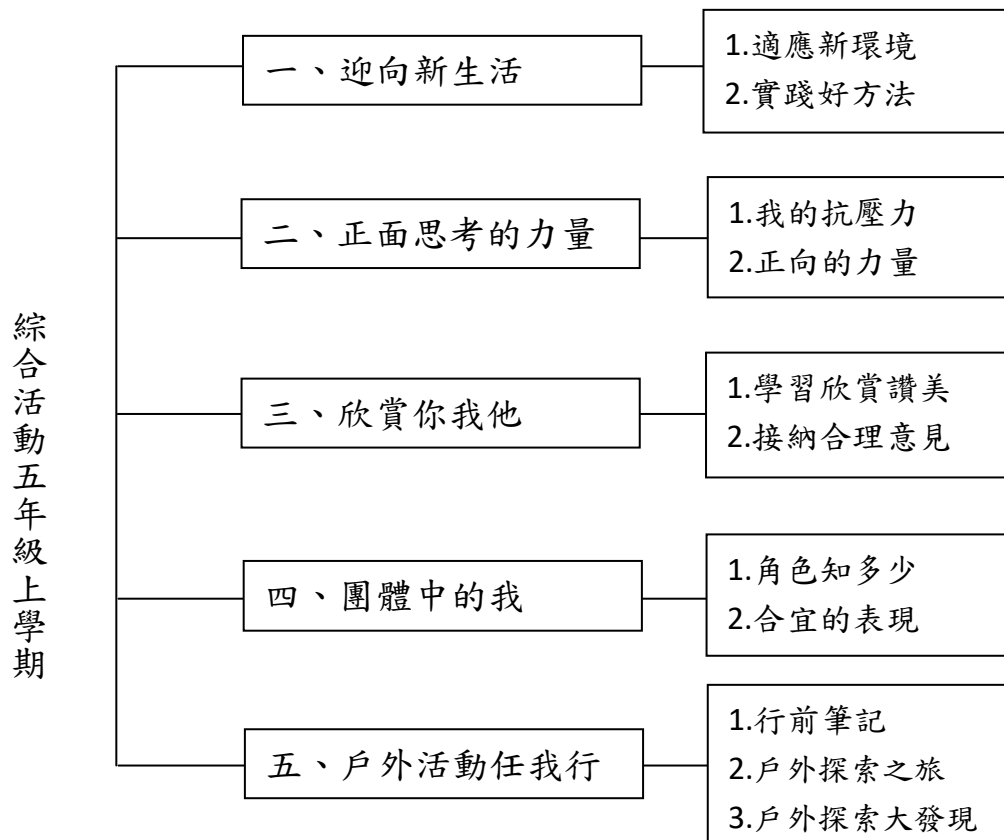 綜合活動五年級上學期
一、迎向新生活
1.適應新環境
2.實踐好方法
二、正面思考的力量
1.我的抗壓力
2.正向的力量
三、欣賞你我他
1.學習欣賞讚美
2.接納合理意見
四、團體中的我
1.角色知多少
2.合宜的表現
五、戶外活動任我行
1.行前筆記
2.戶外探索之旅
3.戶外探索大發現